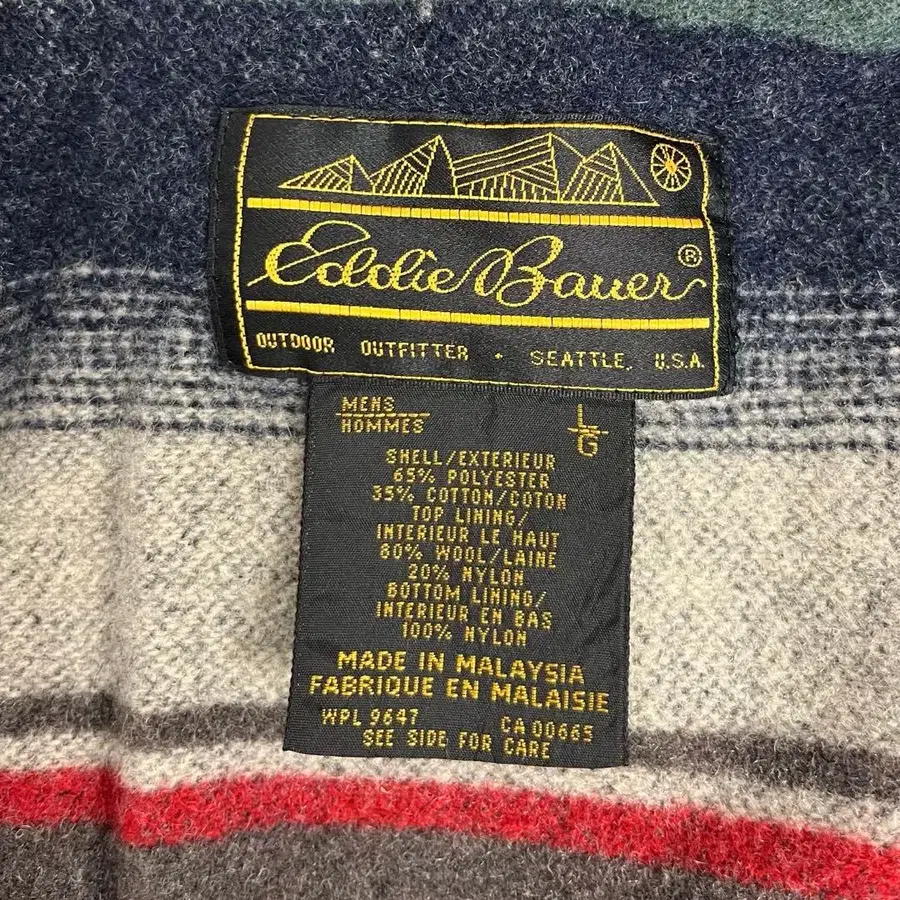 Eddie Bauer®
OUTDOOR OUTFITTER • SEATTLE, U.S.A.
MENS L
HOMMES G
SHELL/EXTERIEUR
65% POLYESTER
35% COTTON/COTON
TOP LINING/
INTERIEUR LE HAUT
80% WOOL/LAINE
20% NYLON
BOTTOM LINING/
INTERIEUR EN BAS
100% NYLON
MADE IN MALAYSIA
FABRIQUE EN MALAISIE
WPL 9647 CA 00665
SEE SIDE FOR CARE